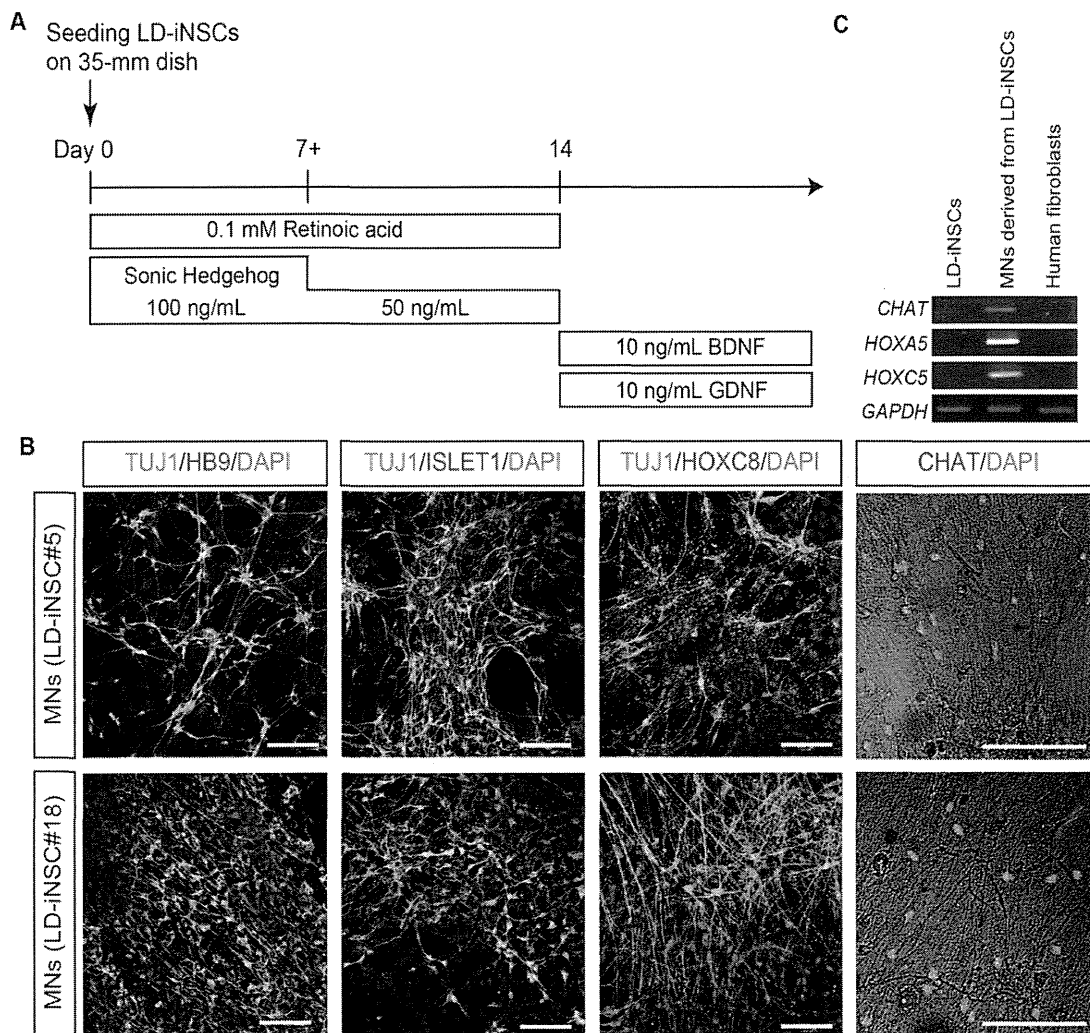 A
Seeding LD-iNSCs
on 35-mm dish
Day 0
7+
14
0.1 mM Retinoic acid
Sonic Hedgehog
100 ng/mL
50 ng/mL
10 ng/mL BDNF
10 ng/mL GDNF
C
LD-iNSCs
MNs derived from LD-iNSCs
Human fibroblasts
CHAT
HOXA5
HOXC5
GAPDH
B
TUJ1/HB9/DAPI
TUJ1/ISLET1/DAPI
TUJ1/HOXC8/DAPI
CHAT/DAPI
MNs (LD-iNSC#5)
MNs (LD-iNSC#18)